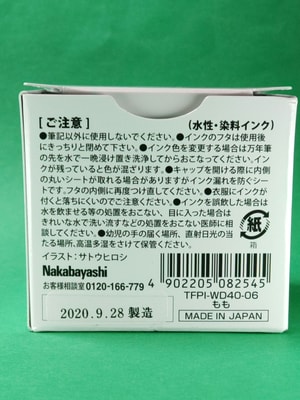 [ご注意]　(水性・染料インク)
●筆記以外に使用しないでください。●インクのフタは使用後
にきっちりと閉めて下さい。●インク色を変更する場合は万年筆
の先を水で一晩浸け置き洗浄してからおこなってください。イン
クが残っていると色が混ざります。●キャップを開ける際に内側
の丸いシートが取れる場合がありますがインク漏れを防ぐシー
トです。フタの内側に再度つけ直してください。●衣服にインクが
付くと落ちにくいのでご注意ください。●インクを誤飲した場合は
水を飲ませる等の処置をおこない、目に入った場合は
きれいな水で洗い流すなどの処置をおこない医師に相
談してください。●幼児の手の届く場所、直射日光の当
たる場所、高温多湿をさけて保管ください。
紙
箱
イラスト:サトウヒロシ
Nakabayashi
お客様相談室0120-166-779
4 902205 082545
TFPI-WD40-06
もも
2020.9.28 製造
MADE IN JAPAN